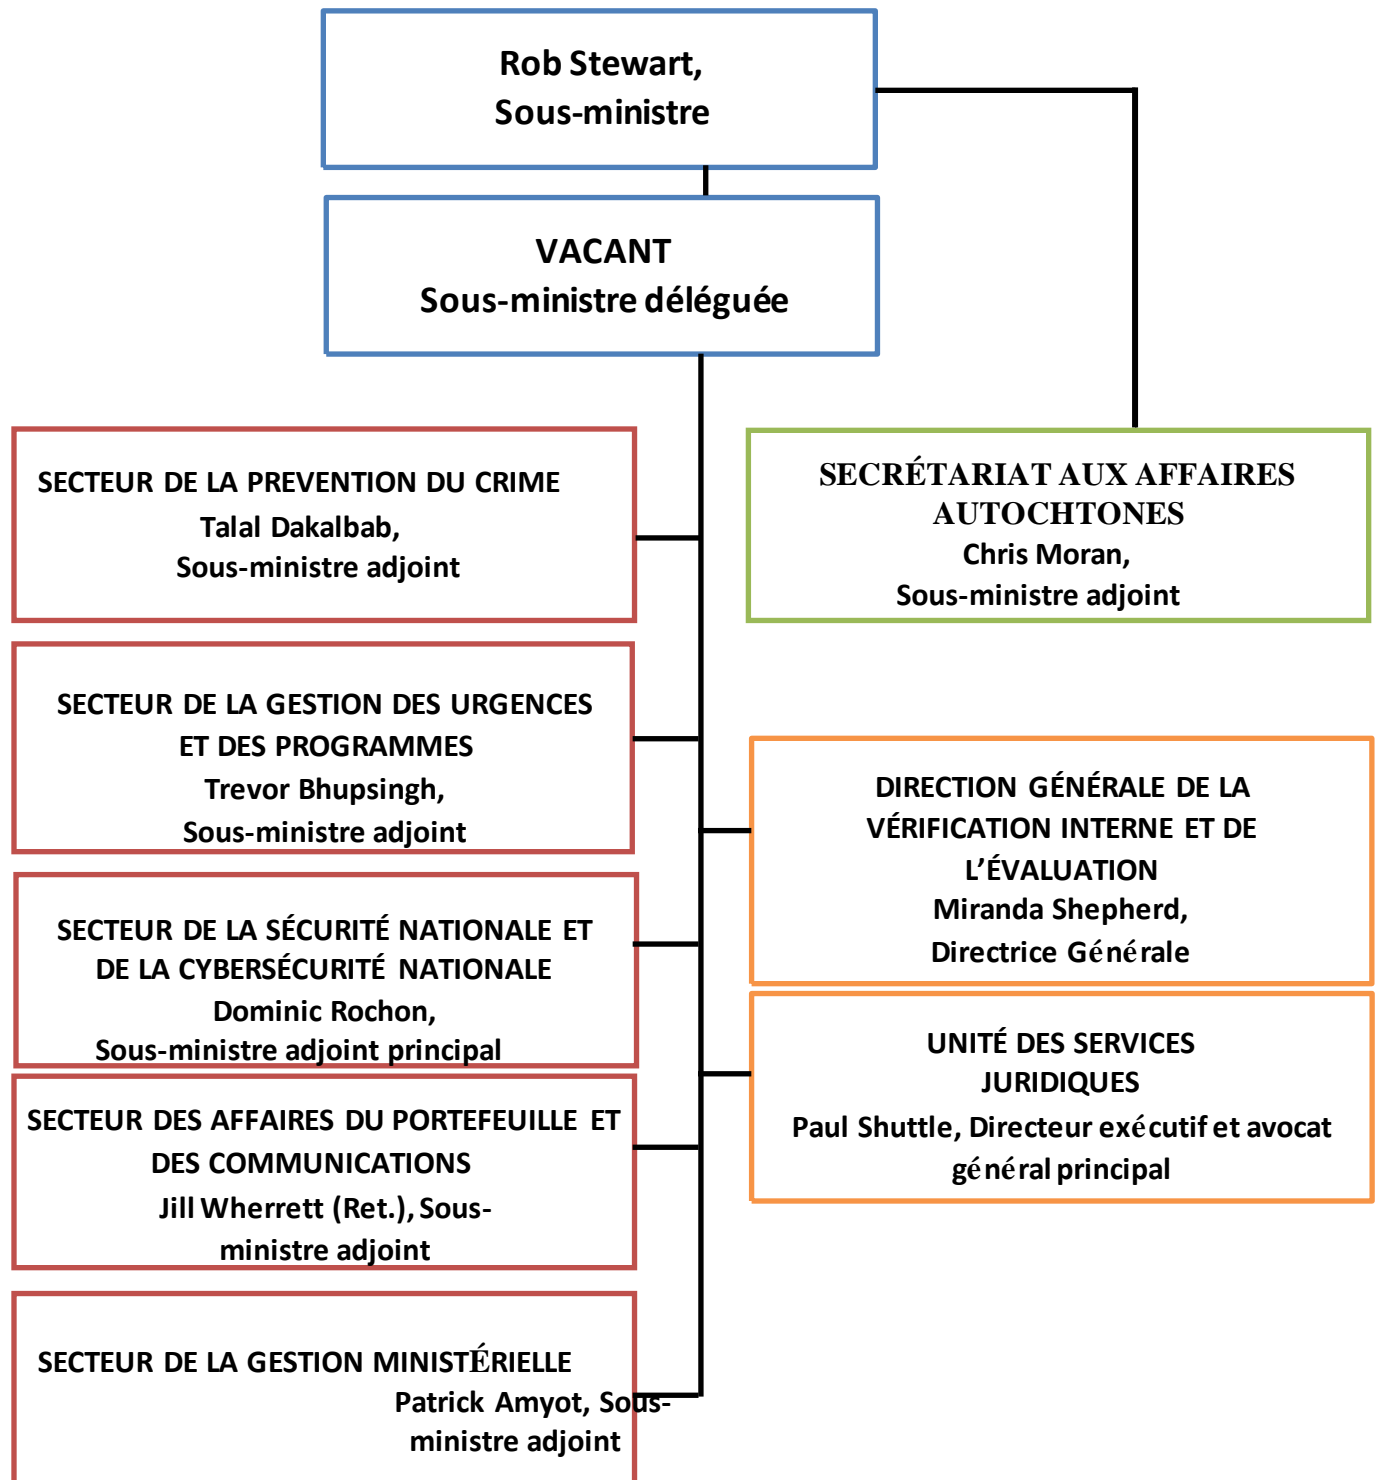 Rob Stewart,
Sous-ministre
VACANT
Sous-ministre déléguée
SECTEUR DE LA PREVENTION DU CRIME
Talal Dakalbab,
Sous-ministre adjoint
SECRÉTARIAT AUX AFFAIRES
AUTOCHTONES
Chris Moran,
Sous-ministre adjoint
SECTEUR DE LA GESTION DES URGENCES
ET DES PROGRAMMES
Trevor Bhupsingh,
Sous-ministre adjoint
DIRECTION GÉNÉRALE DE LA
VÉRIFICATION INTERNE ET DE
L’ÉVALUATION
Miranda Shepherd,
Directrice Générale
SECTEUR DE LA SÉCURITÉ NATIONALE ET
DE LA CYBERSÉCURITÉ NATIONALE
Dominic Rochon,
Sous-ministre adjoint principal
UNITÉ DES SERVICES
JURIDIQUES
Paul Shuttle, Directeur exécutif et avocat
général principal
SECTEUR DES AFFAIRES DU PORTEFEUILLE ET
DES COMMUNICATIONS
Jill Wherrett (Ret.), Sous-
ministre adjoint
SECTEUR DE LA GESTION MINISTÉRIELLE
Patrick Amyot, Sous-
ministre adjoint